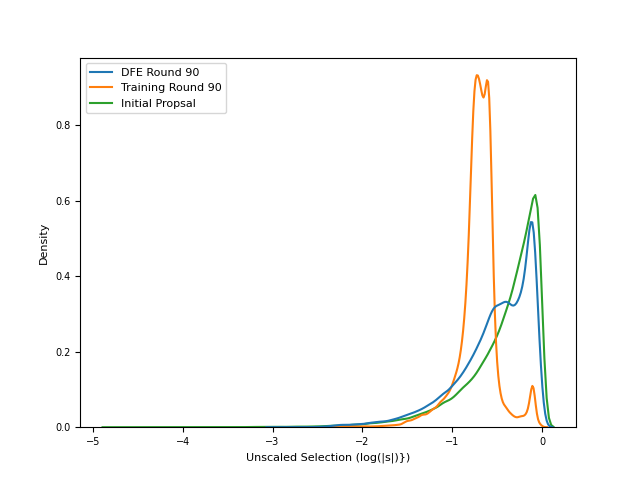 DFE Round 90
Training Round 90
Initial Propsal
Density
0.8
0.6
0.4
0.2
0.0
−5
−4
−3
−2
−1
0
Unscaled Selection (log(|s|)})